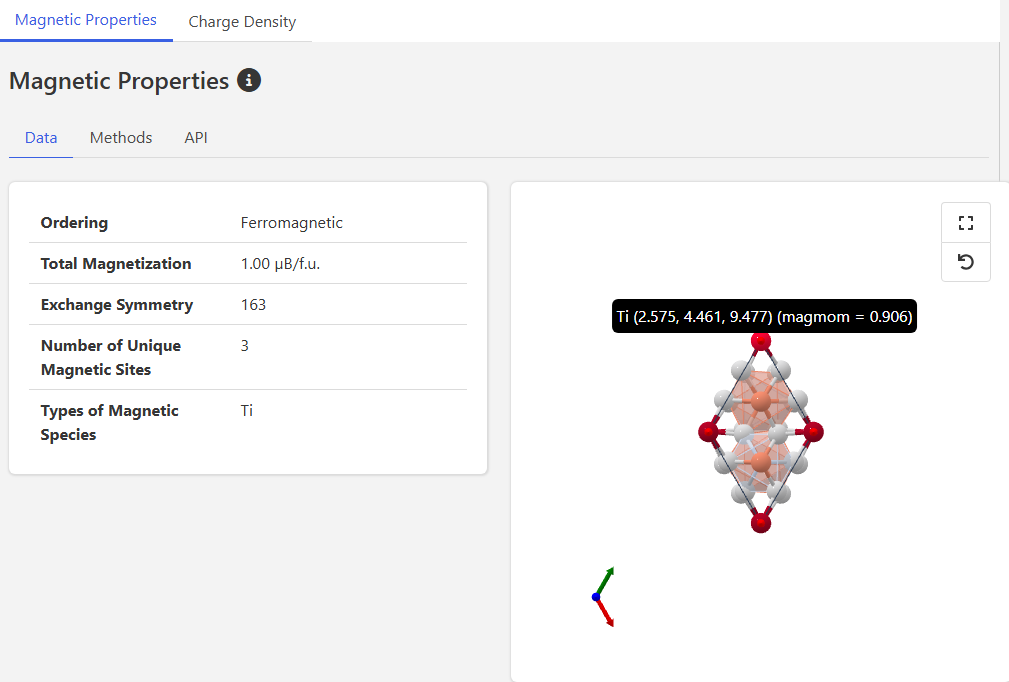 Magnetic Properties
Charge Density
Magnetic Properties
Data
Methods
API
Ordering
Ferromagnetic
Total Magnetization
1.00 μB/f.u.
Exchange Symmetry
163
Number of Unique
Magnetic Sites
3
Types of Magnetic
Species
Ti
Ti (2.575, 4.461, 9.477) (magmom = 0.906)